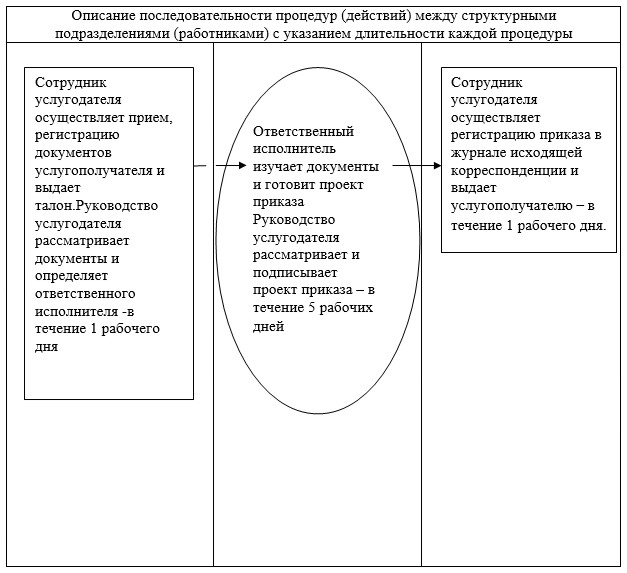 Описание последовательности процедур (действий) между структурными
подразделениями (работниками) с указанием длительности каждой процедуры
Сотрудник
услугодателя
осуществляет прием,
регистрацию
документов
услугополучателя и
выдает
талон.Руководство
услугодателя
рассматривает
документы и
определяет
ответственного
исполнителя -в
течение 1 рабочего
дня
Ответственный
исполнитель
изучает документы
и готовит проект
приказа
Руководство
услугодателя
рассматривает и
подписывает
проект приказа – в
течение 5 рабочих
дней
Сотрудник
услугодателя
осуществляет
регистрацию приказа в
журнале исходящей
корреспонденции и
выдает
услугополучателю – в
течение 1 рабочего дня.